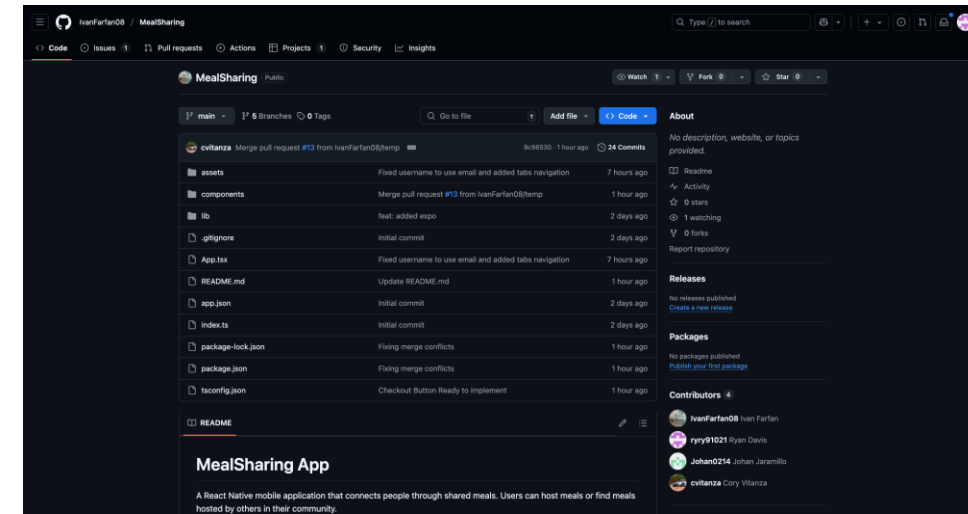 IvanFarfan08 / MealSharing
Type / to search
Code Issues 1 Pull requests Actions Projects 1 Security Insights
MealSharing Public
Watch 1 Fork 0 Star 0
main 5 Branches 0 Tags Go to file t Add file Code
cvitanza Merge pull request #13 from IvanFarfan08/temp 9c96630 · 1 hour ago 24 Commits
assets Fixed username to use email and added tabs navigation 7 hours ago
components Merge pull request #13 from IvanFarfan08/temp 1 hour ago
lib feat: added expo 2 days ago
.gitignore Initial commit 2 days ago
App.tsx Fixed username to use email and added tabs navigation 7 hours ago
README.md Update README.md 1 hour ago
app.json Initial commit 2 days ago
index.ts Initial commit 2 days ago
package-lock.json Fixing merge conflicts 1 hour ago
package.json Fixing merge conflicts 1 hour ago
tsconfig.json Checkout Button Ready to implement 1 hour ago
README
MealSharing App
A React Native mobile application that connects people through shared meals. Users can host meals or find meals
hosted by others in their community.
About
No description, website, or topics
provided.
Readme
Activity
0 stars
1 watching
0 forks
Report repository
Releases
No releases published
Create a new release
Packages
No packages published
Publish your first package
Contributors 4
IvanFarfan08 Ivan Farfan
ryry91021 Ryan Davis
Johan0214 Johan Jaramillo
cvitanza Cory Vitanza